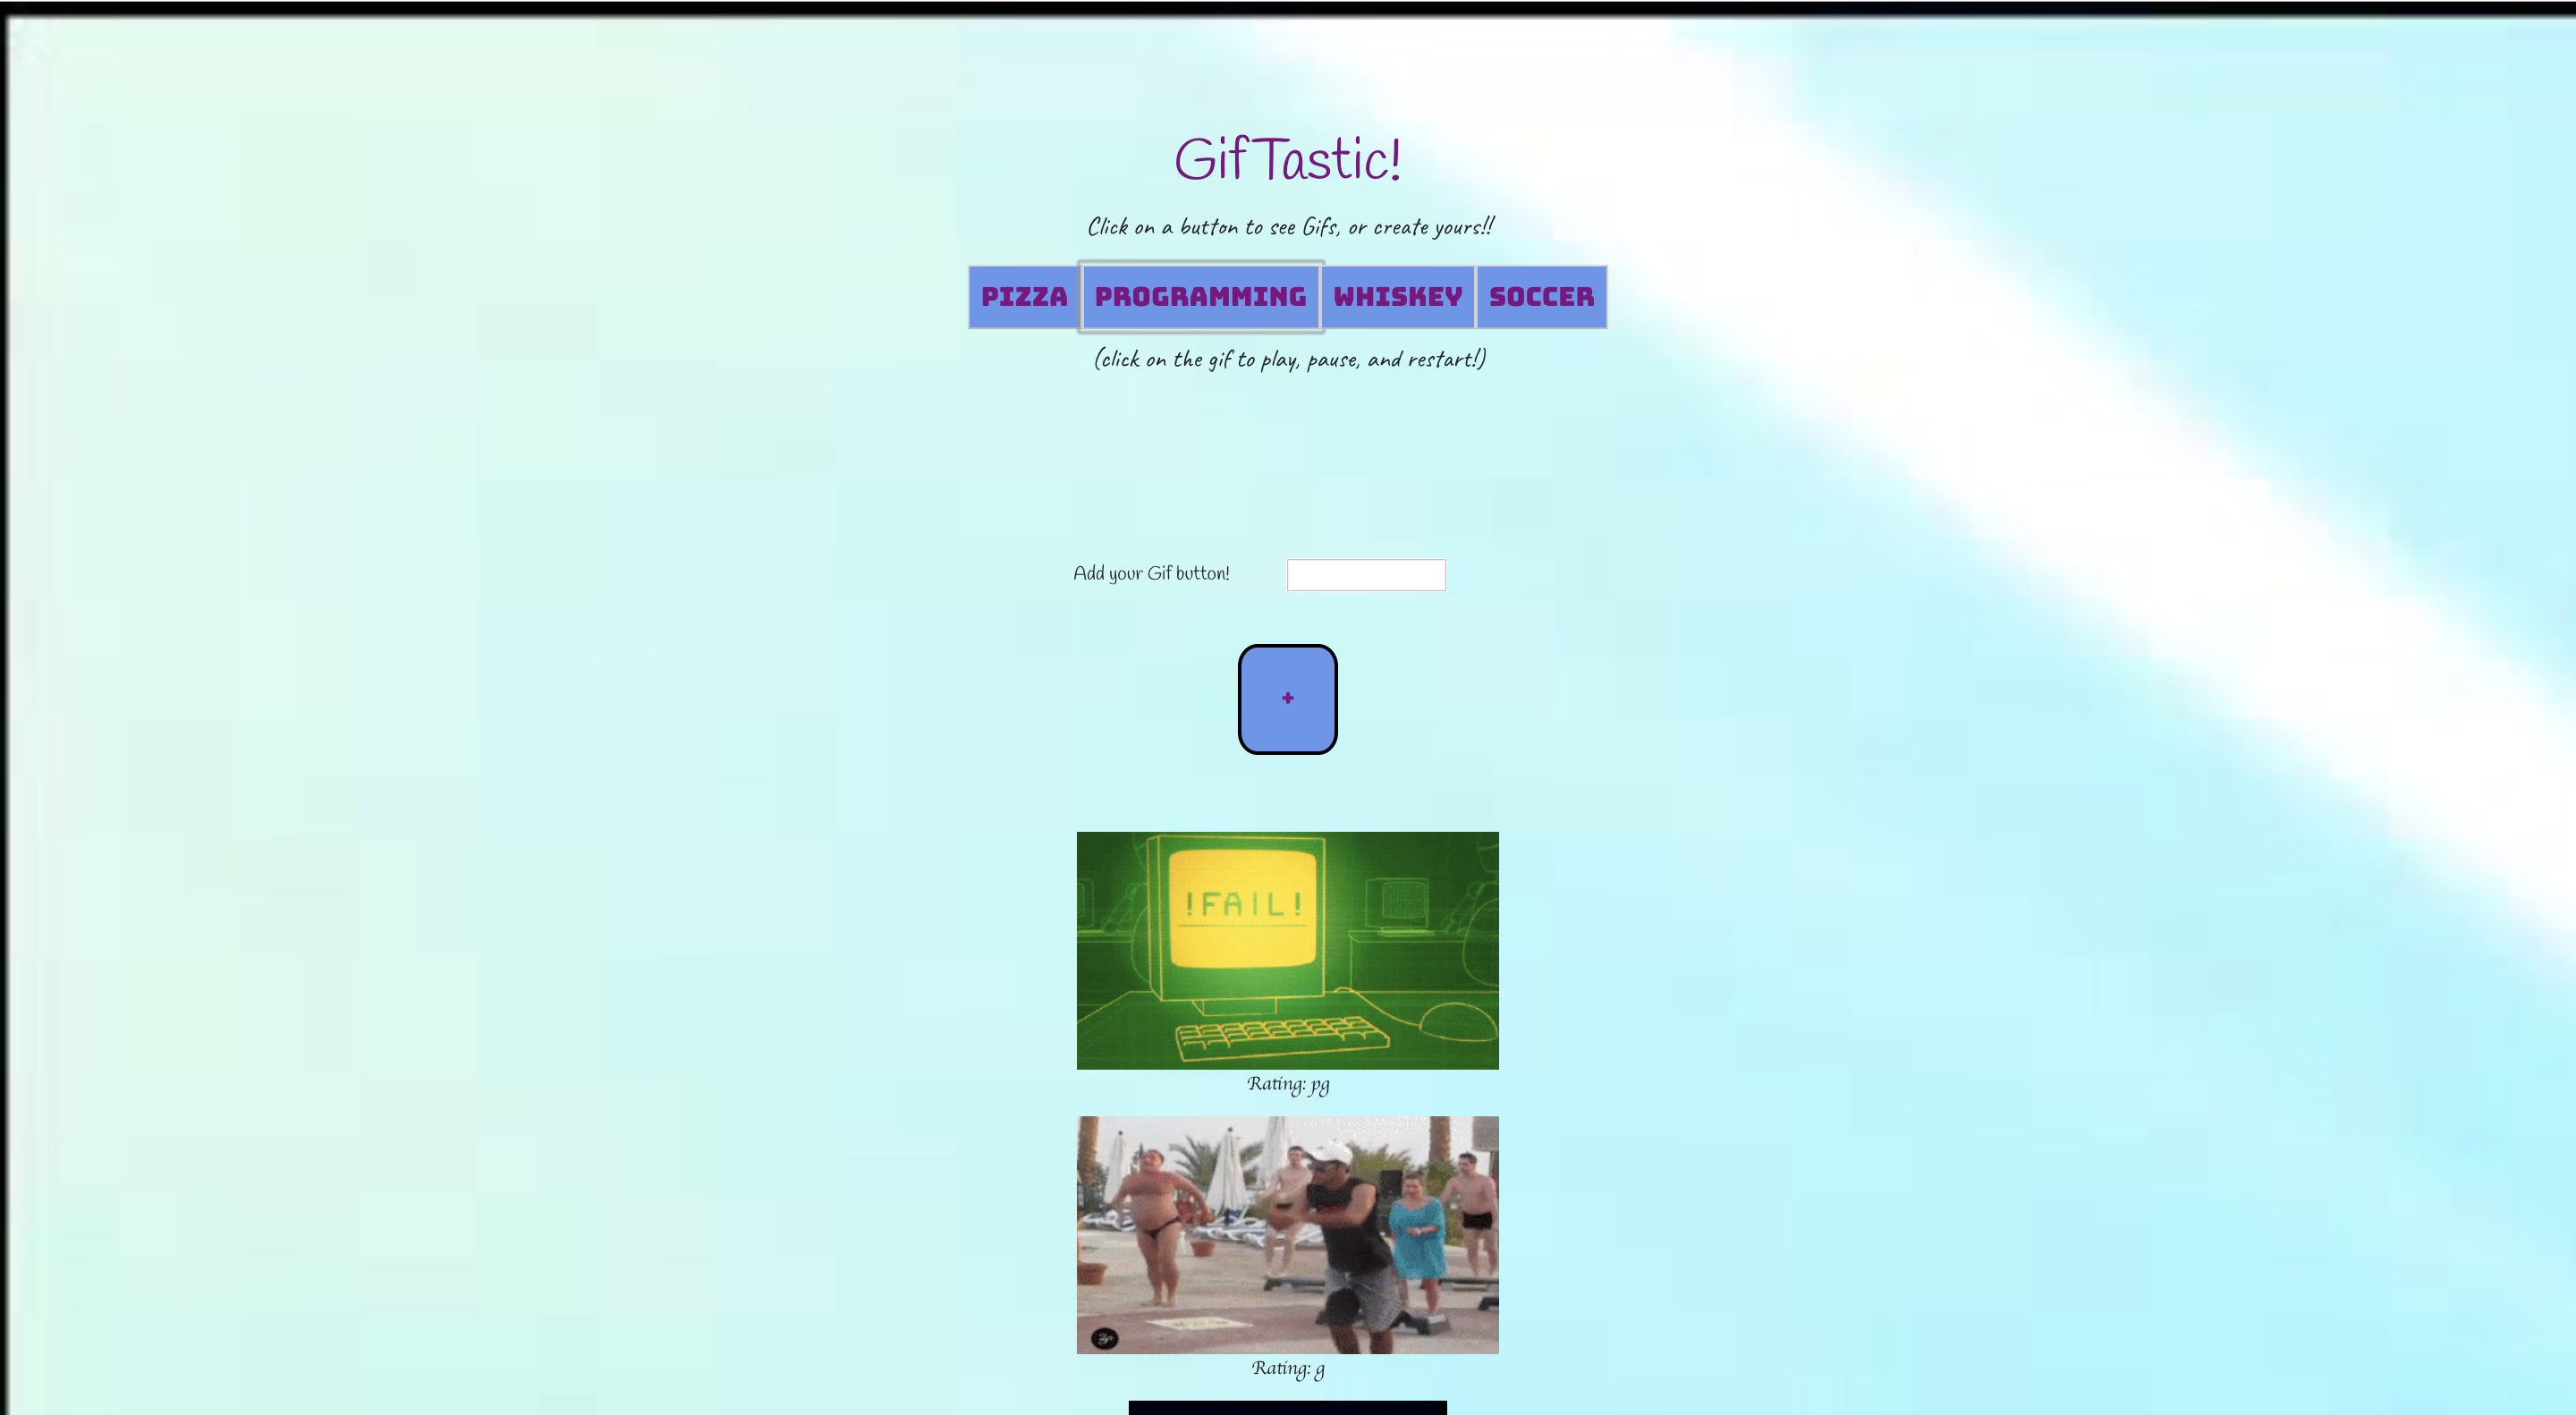 GifTastic!
Click on a button to see Gifs, or create yours!!
PIZZA PROGRAMMING WHISKEY SOCCER
(click on the gif to play, pause, and restart!)
Add your Gif button!
+
!FAIL!
Rating: pg
Rating: g